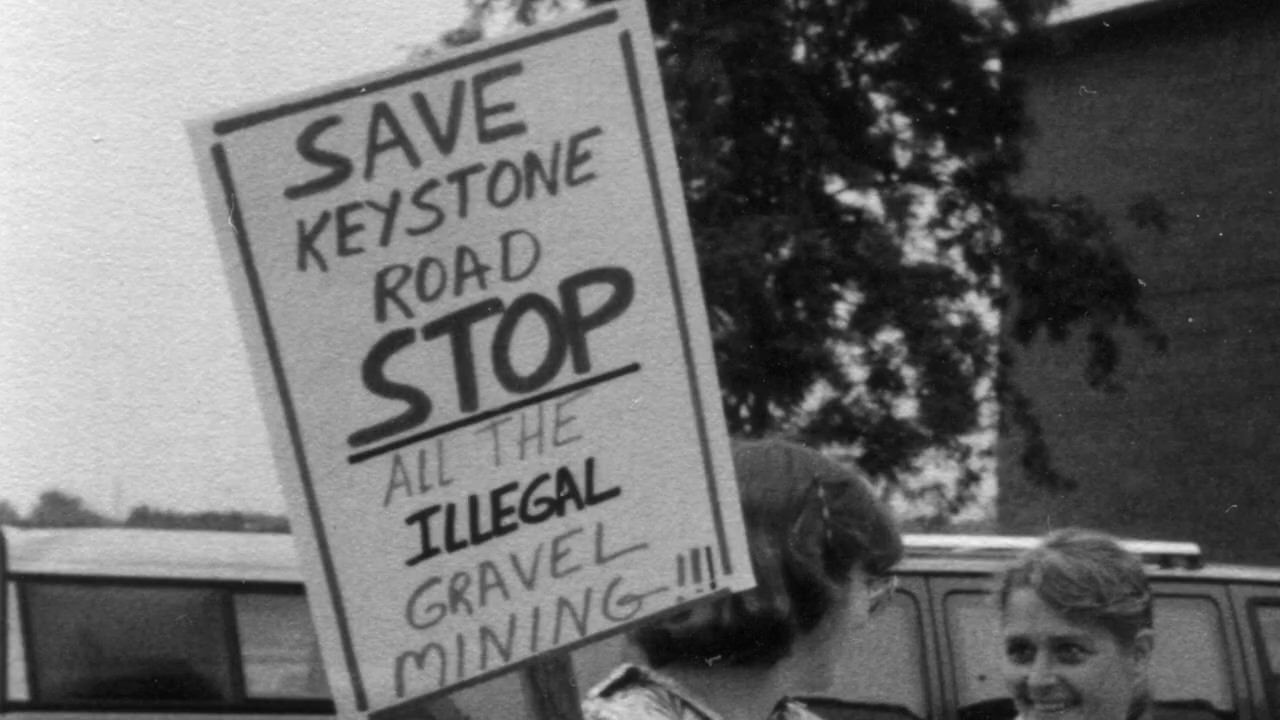 SAVE
KEYSTONE
ROAD
STOP
ALL THE
ILLEGAL
GRAVEL
MINING!!!!